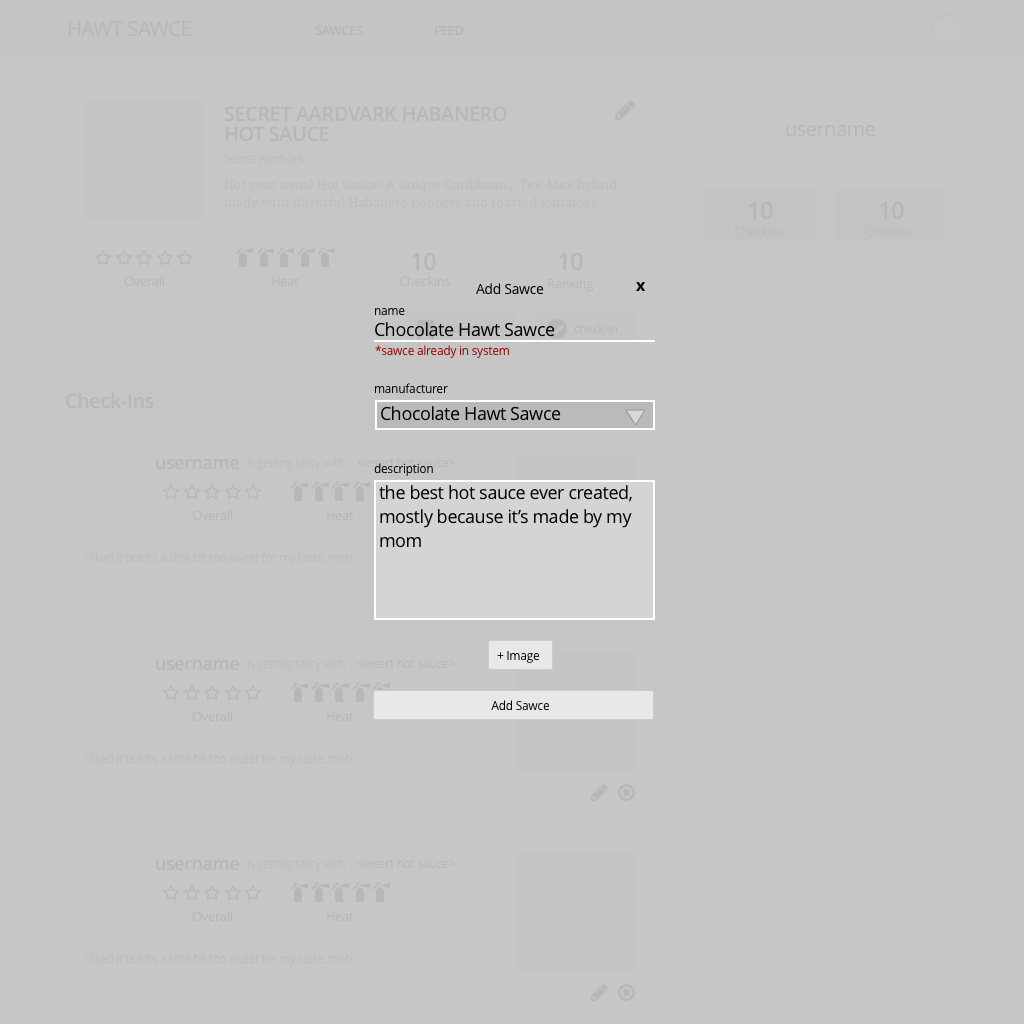 HAWT SAWCE
SAWCES
FEED
SECRET AARDVARK HABANERO
HOT SAUCE
Secret Aardvark
Not your usual Hot Sauce! A unique Caribbean / Tex-Mex hybrid
made with flavorful Habanero peppers and roasted tomatoes.
Overall
Heat
10
Checkins
10
Ranking
check-in
username
10
Checkins
10
Uniques
Add Sawce
x
name
Chocolate Hawt Sawce
*sawce already in system
manufacturer
Chocolate Hawt Sawce
description
the best hot sauce ever created,
mostly because it’s made by my
mom
+ Image
Add Sawce
Check-Ins
username is getting spicy with <insert hot sauce>
Overall
Heat
I liked it but its a little bit too sweet for my taste, meh
username is getting spicy with <insert hot sauce>
Overall
Heat
I liked it but its a little bit too sweet for my taste, meh
username is getting spicy with <insert hot sauce>
Overall
Heat
I liked it but its a little bit too sweet for my taste, meh